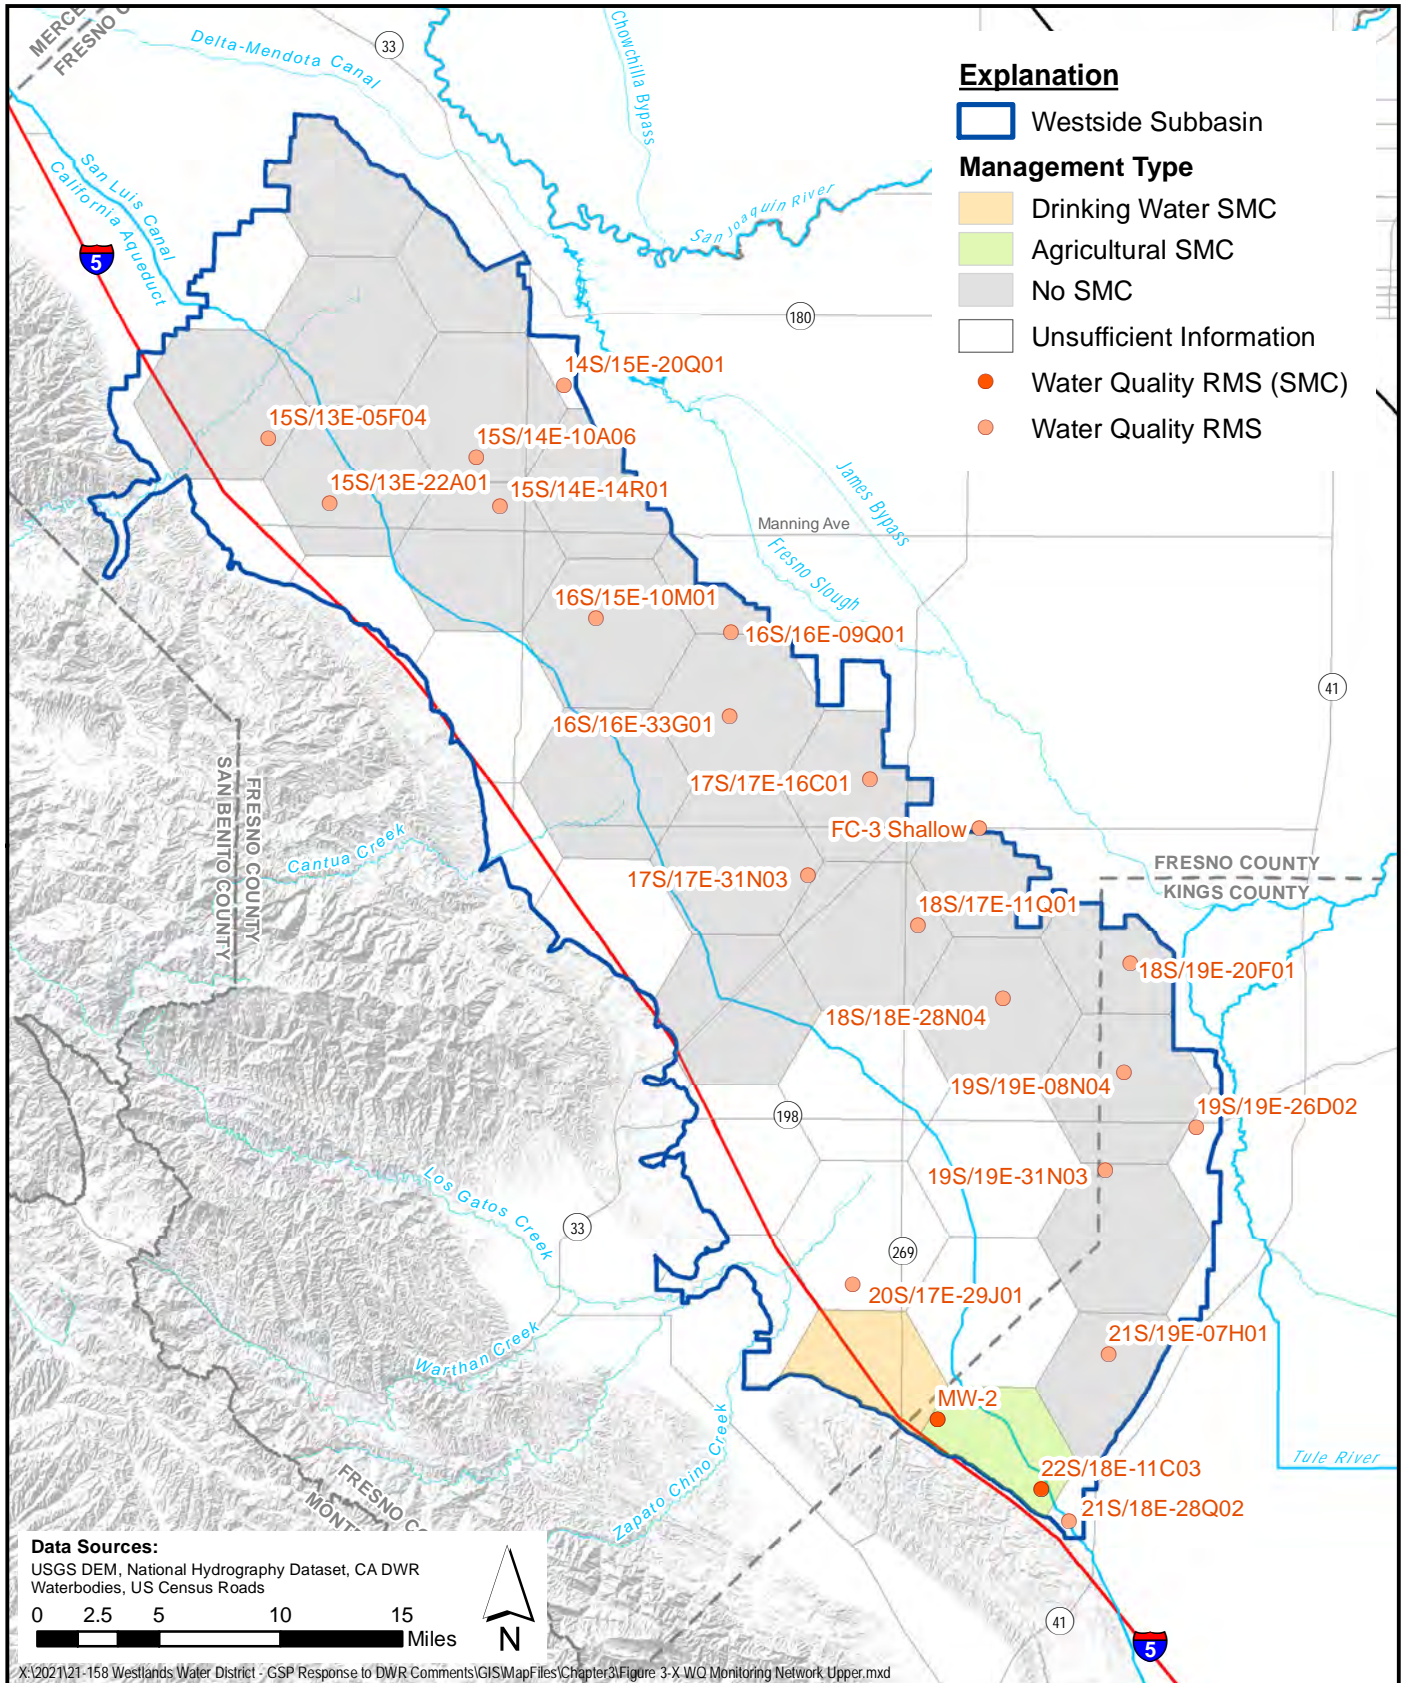 MERCE
FRESNO C
Delta-Mendota Canal
33
Chowchilla Bypass
San Luis Canal
California Aqueduct
5
San Joaquin River
180
Explanation
Westside Subbasin
Management Type
Drinking Water SMC
Agricultural SMC
No SMC
Unsufficient Information
Water Quality RMS (SMC)
Water Quality RMS
14S/15E-20Q01
15S/13E-05F04
15S/14E-10A06
15S/13E-22A01
15S/14E-14R01
Manning Ave
James Bypass
Fresno Slough
16S/15E-10M01
16S/16E-09Q01
41
16S/16E-33G01
17S/17E-16C01
FRESNO COUNTY
SAN BENITO COUNTY
FC-3 Shallow
Cantua Creek
17S/17E-31N03
FRESNO COUNTY
KINGS COUNTY
18S/17E-11Q01
18S/19E-20F01
18S/18E-28N04
19S/19E-08N04
19S/19E-26D02
198
19S/19E-31N03
Los Gatos Creek
33
269
20S/17E-29J01
Warthan Creek
21S/19E-07H01
MW-2
Zapato Chino Creek
22S/18E-11C03
21S/18E-28Q02
Tule River
FRESNO CO
MONT
41
5
Data Sources:
USGS DEM, National Hydrography Dataset, CA DWR
Waterbodies, US Census Roads
0 2.5 5 10 15
Miles
N
X:\2021\21-158 Westlands Water District - GSP Response to DWR Comments\GIS\MapFiles\Chapter3\Figure 3-X WQ Monitoring Network Upper.mxd